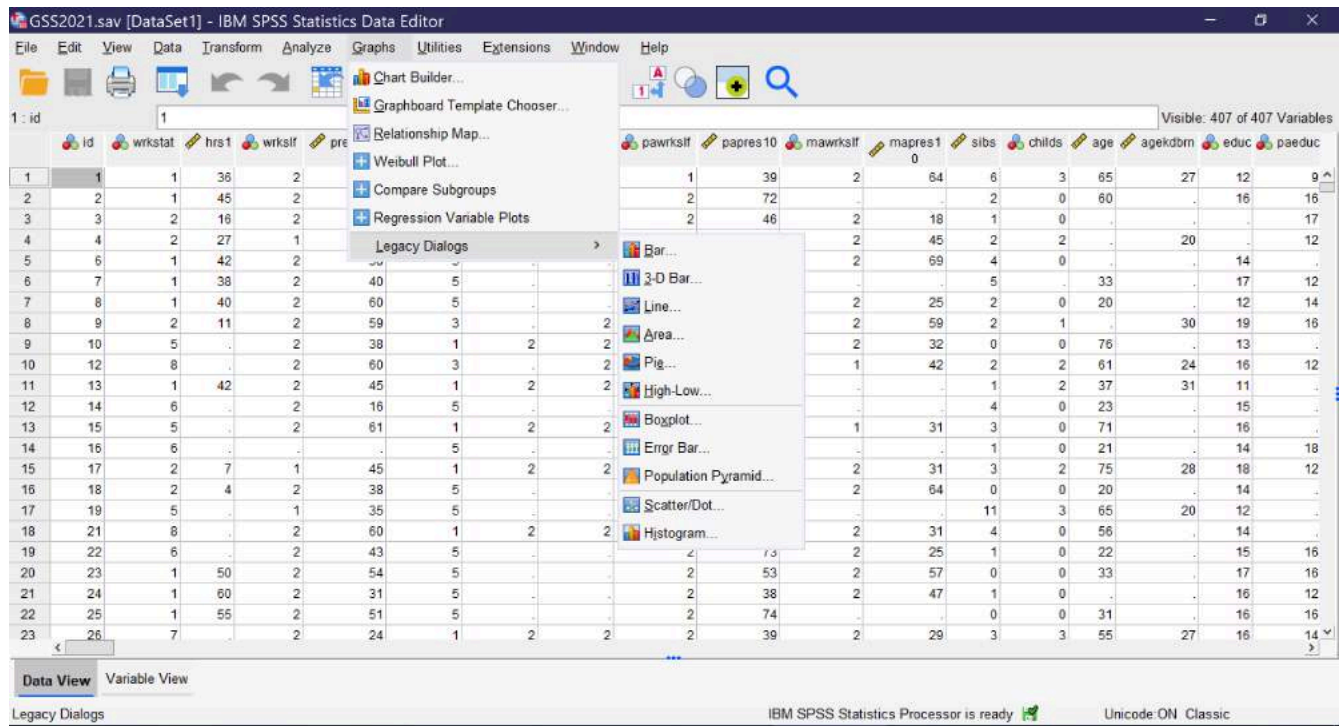 GSS2021.sav [DataSet1] - IBM SPSS Statistics Data Editor
File Edit View Data Transform Analyze Graphs Utilities Extensions Window Help
Chart Builder...
Graphboard Template Chooser...
Relationship Map...
Weibull Plot...
Compare Subgroups
Regression Variable Plots
Legacy Dialogs >
Bar...
3-D Bar...
Line...
Area...
Pie...
High-Low...
Boxplot...
Error Bar...
Population Pyramid...
Scatter/Dot...
Histogram...
1 : id 1 Visible: 407 of 407 Variables
id wrkstat hrs1 wrkslf pre pawrkslf papres10 mawrkslf mapres10 sibs childs age agekdbrn educ paeduc
1 1 1 36 2 1 39 2 64 6 3 65 27 12 9
2 2 1 45 2 2 72 . . 2 0 60 . 16 16
3 3 2 16 2 2 46 2 18 1 0 . . . 17
4 4 2 27 1 2 45 2 2 . 20 . 12
5 6 1 42 2 2 69 4 0 . . 14 .
6 7 1 38 2 40 5 . . . . 5 . 33 . 17 12
7 8 1 40 2 60 5 . . 2 25 2 0 20 . 12 14
8 9 2 11 2 59 3 . 2 2 59 2 1 . 30 19 16
9 10 5 . 2 38 1 2 2 2 32 0 0 76 . 13 .
10 12 8 . 2 60 3 . 2 1 42 2 2 61 24 16 12
11 13 1 42 2 45 1 2 2 . . 1 2 37 31 11 .
12 14 6 . 2 16 5 . . . . 4 0 23 . 15 .
13 15 5 . 2 61 1 2 2 1 31 3 0 71 . 16 .
14 16 6 . . . 5 . . . . 1 0 21 . 14 18
15 17 2 7 1 45 1 2 2 2 31 3 2 75 28 18 12
16 18 2 4 2 38 5 . . 2 64 0 0 20 . 14 .
17 19 5 . 1 35 5 . . . . 11 3 65 20 12 .
18 21 8 . 2 60 1 2 2 2 31 4 0 56 . 14 .
19 22 6 . 2 43 5 . . 2 73 2 25 1 0 22 . 15 16
20 23 1 50 2 54 5 . . 2 53 2 57 0 0 33 . 17 16
21 24 1 60 2 31 5 . . 2 38 2 47 1 0 . . 16 12
22 25 1 55 2 51 5 . . 2 74 . . 0 0 31 . 16 16
23 26 7 . 2 24 1 2 2 2 39 2 29 3 3 55 27 16 14
Data View Variable View
Legacy Dialogs IBM SPSS Statistics Processor is ready Unicode:ON Classic